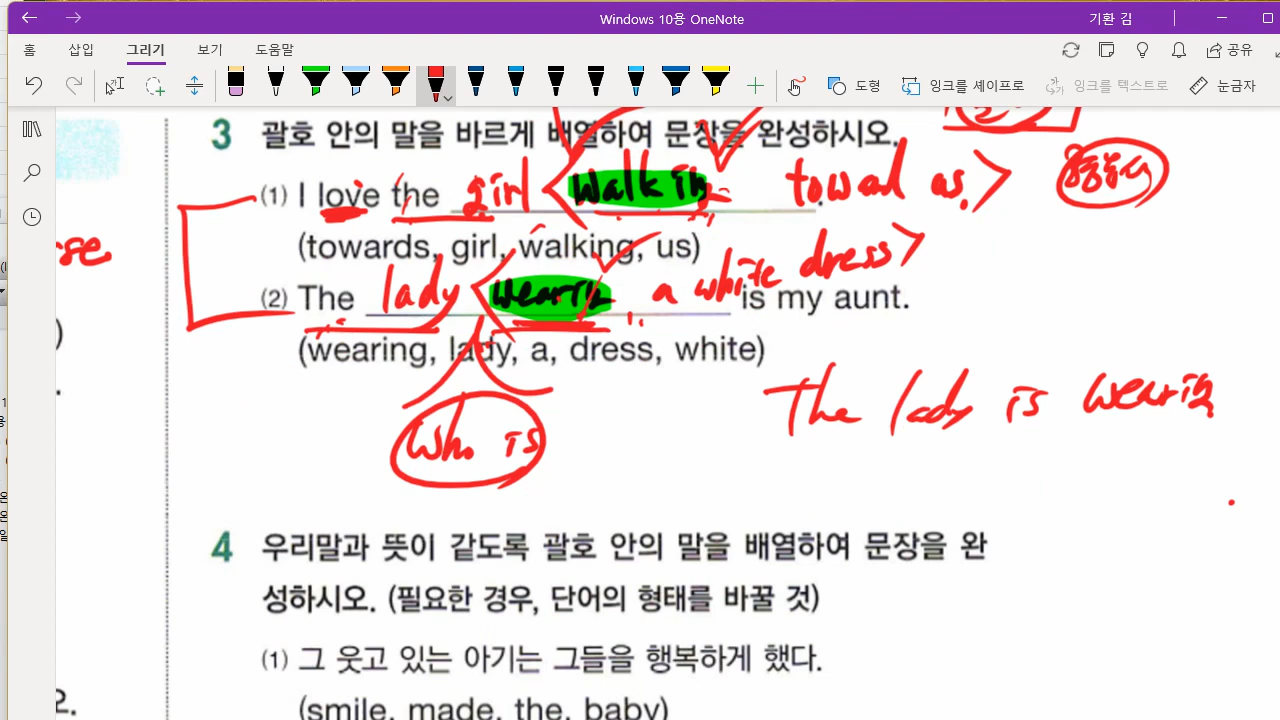 Windows 10용 OneNote
기환 김
홈 삽입 그리기 보기 도움말 공유
도형 잉크를 셰이프로 잉크를 텍스트로 눈금자
3 괄호 안의 말을 바르게 배열하여 문장을 완성하시오.
(1) I love the girl walking toward us.
(towards, girl, walking, us)
(2) The lady wearing a white dress is my aunt.
(wearing, lady, a, dress, white)
who is
The lady is wearing
4 우리말과 뜻이 같도록 괄호 안의 말을 배열하여 문장을 완
성하시오. (필요한 경우, 단어의 형태를 바꿀 것)
(1) 그 웃고 있는 아기는 그들을 행복하게 했다.
(smile, made, the, baby)